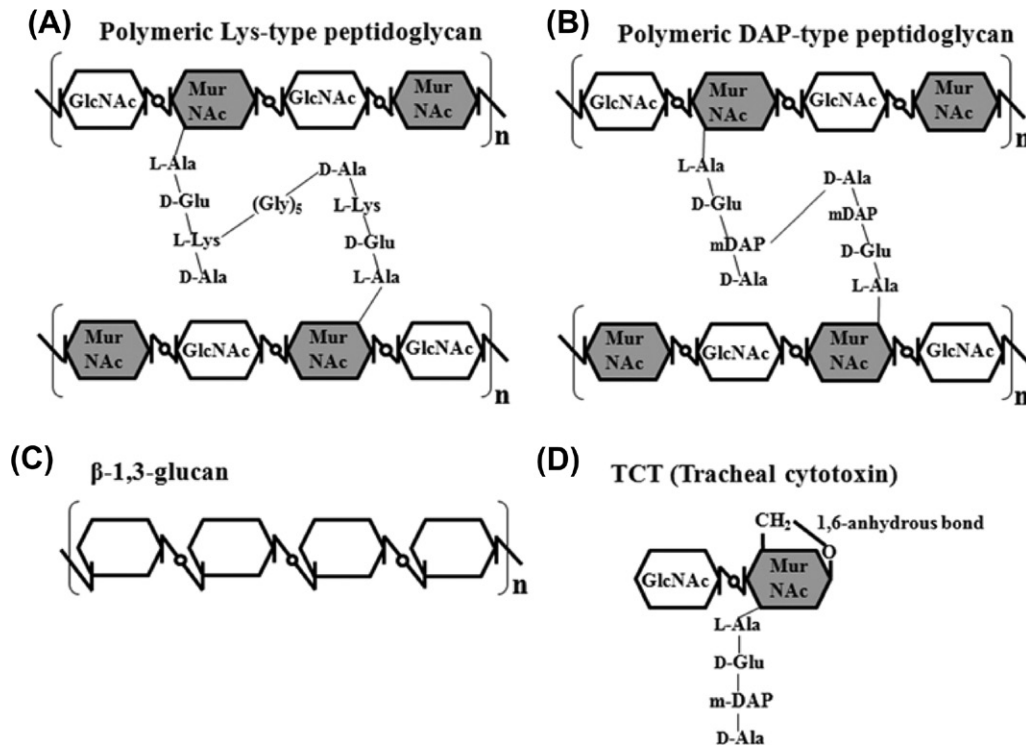 (A) Polymeric Lys-type peptidoglycan
GlcNAc Mur NAc GlcNAc Mur NAc
n
L-Ala
D-Glu
L-Lys
D-Ala
(Gly)5
D-Ala
L-Lys
D-Glu
L-Ala
Mur NAc GlcNAc Mur NAc GlcNAc
n
(B) Polymeric DAP-type peptidoglycan
GlcNAc Mur NAc GlcNAc Mur NAc
n
L-Ala
D-Glu
mDAP
D-Ala
D-Ala
mDAP
D-Glu
L-Ala
Mur NAc GlcNAc Mur NAc GlcNAc
n
(C) β-1,3-glucan
n
(D) TCT (Tracheal cytotoxin)
CH2 1,6-anhydrous bond
O
GlcNAc Mur NAc
L-Ala
D-Glu
m-DAP
D-Ala